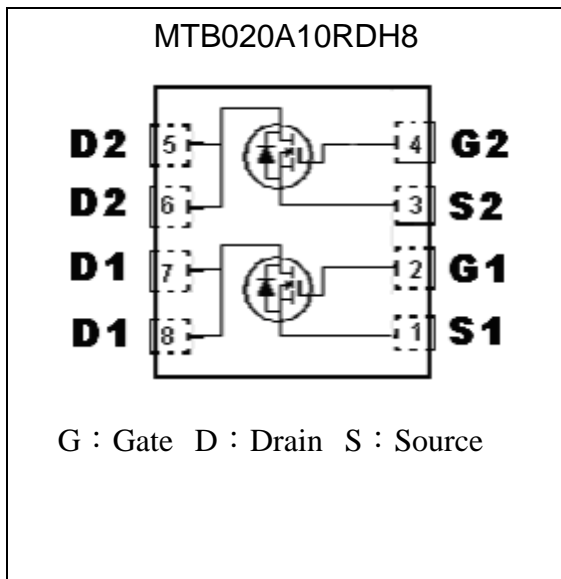 MTB020A10RDH8
D2 5 4 G2
D2 6 3 S2
D1 7 2 G1
D1 8 1 S1
G：Gate D：Drain S：Source